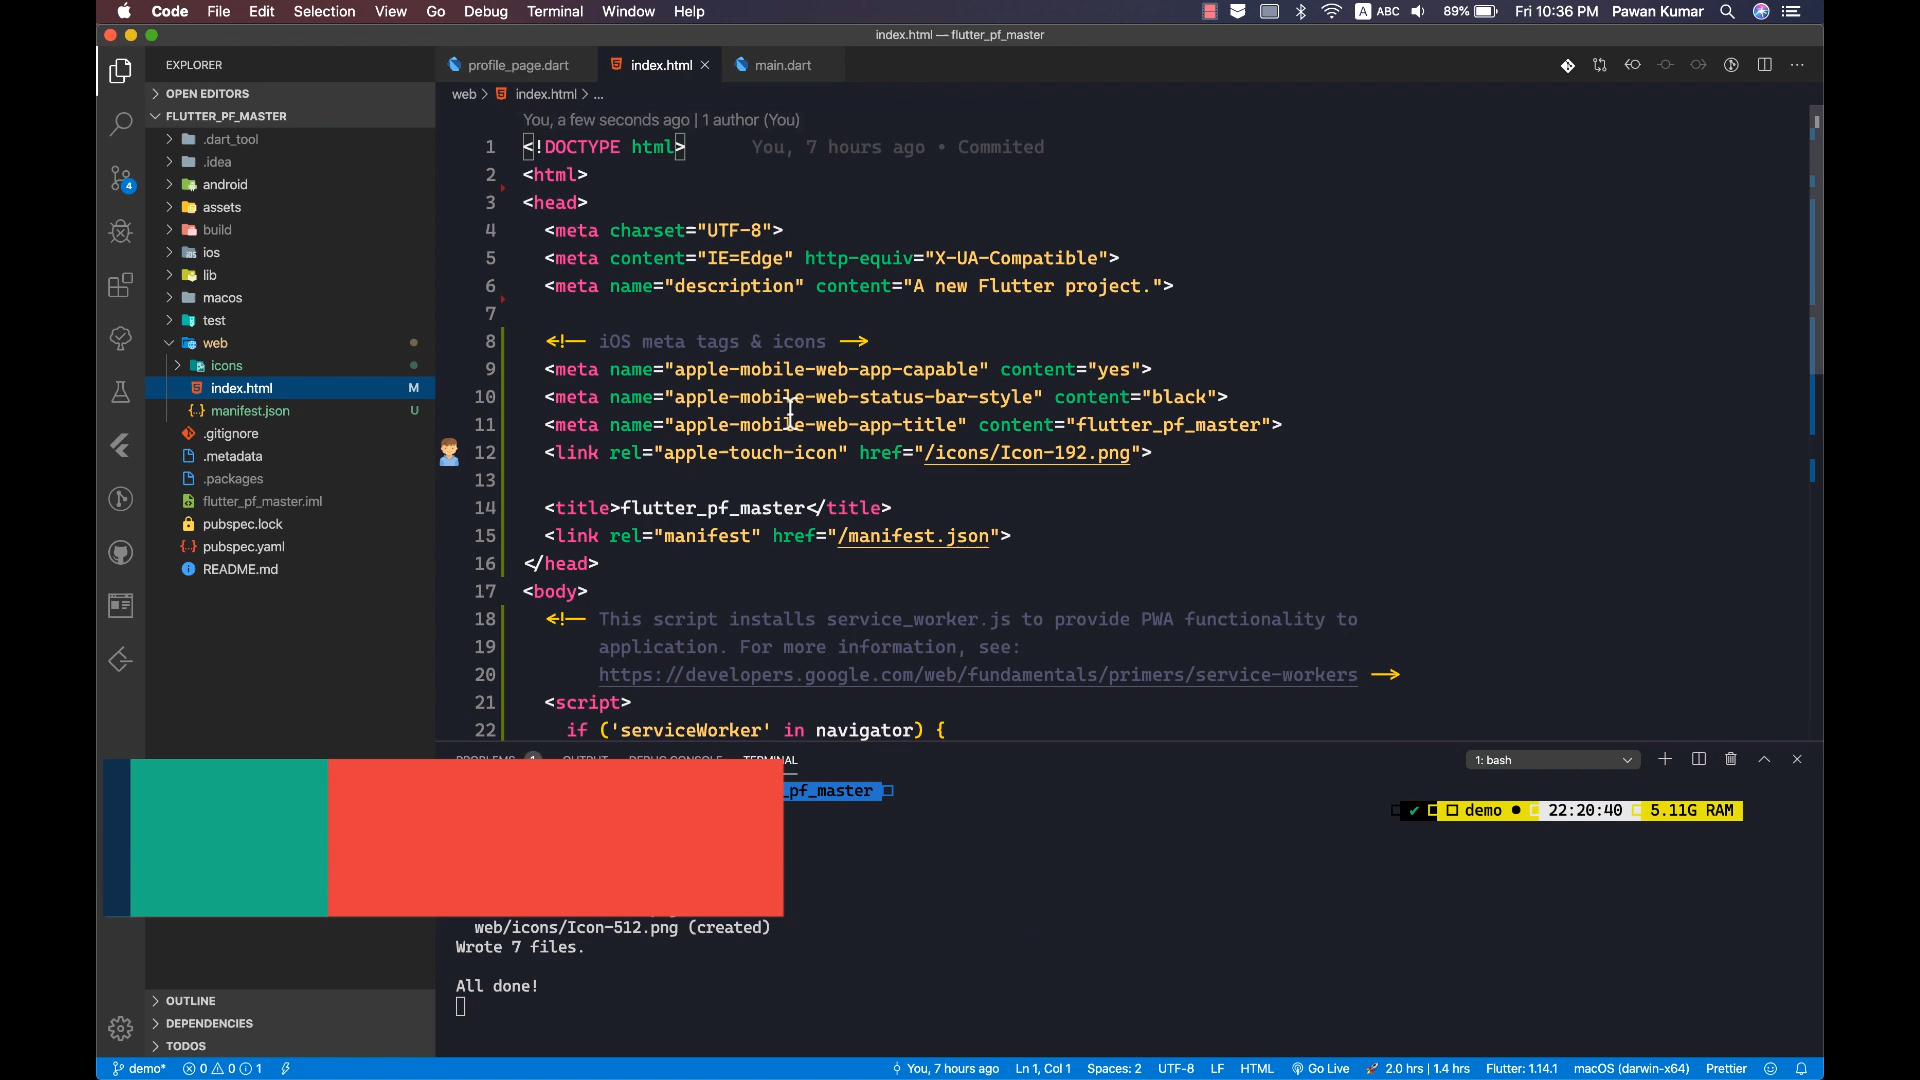 Code File Edit Selection View Go Debug Terminal Window Help
A ABC 89% Fri 10:36 PM Pawan Kumar
index.html — flutter_pf_master
EXPLORER
OPEN EDITORS
FLUTTER_PF_MASTER
.dart_tool
.idea
android
assets
build
ios
lib
macos
test
web
icons
index.html M
manifest.json U
.gitignore
.metadata
.packages
flutter_pf_master.iml
pubspec.lock
pubspec.yaml
README.md
OUTLINE
DEPENDENCIES
TODOS
4
profile_page.dart index.html main.dart
web > index.html > ...
You, a few seconds ago | 1 author (You)
1 <!DOCTYPE html> You, 7 hours ago • Commited
2 <html>
3 <head>
4 <meta charset="UTF-8">
5 <meta content="IE=Edge" http-equiv="X-UA-Compatible">
6 <meta name="description" content="A new Flutter project.">
7
8 <!-- iOS meta tags & icons -->
9 <meta name="apple-mobile-web-app-capable" content="yes">
10 <meta name="apple-mobile-web-status-bar-style" content="black">
11 <meta name="apple-mobile-web-app-title" content="flutter_pf_master">
12 <link rel="apple-touch-icon" href="/icons/Icon-192.png">
13
14 <title>flutter_pf_master</title>
15 <link rel="manifest" href="/manifest.json">
16 </head>
17 <body>
18 <!-- This script installs service_worker.js to provide PWA functionality to
19 application. For more information, see:
20 https://developers.google.com/web/fundamentals/primers/service-workers -->
21 <script>
22 if ('serviceWorker' in navigator) {
1: bash
_pf_master
✔ demo ● 22:20:40 5.11G RAM
web/icons/Icon-512.png (created)
Wrote 7 files.
All done!
demo* 0 0 1
You, 7 hours ago Ln 1, Col 1 Spaces: 2 UTF-8 LF HTML Go Live 2.0 hrs | 1.4 hrs Flutter: 1.14.1 macOS (darwin-x64) Prettier